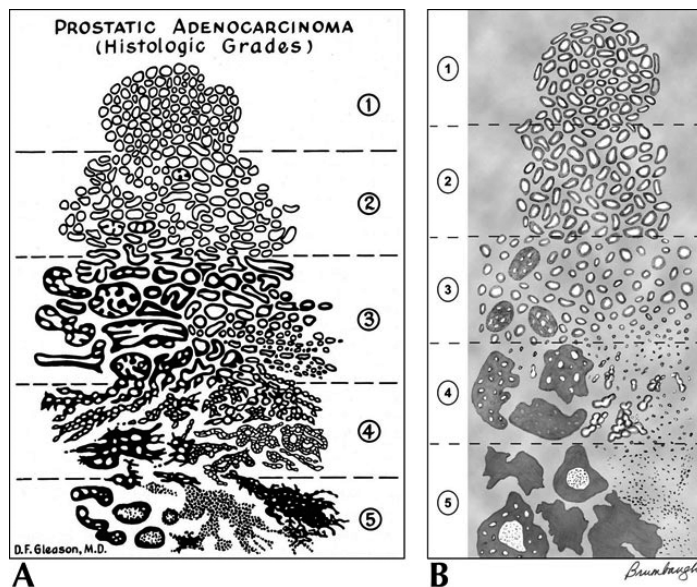 PROSTATIC ADENOCARCINOMA
(HISTOLOGIC GRADES)
①
②
③
④
⑤
D.F. Gleason, M.D.
A
1
2
3
4
5
Brumbaugh
B